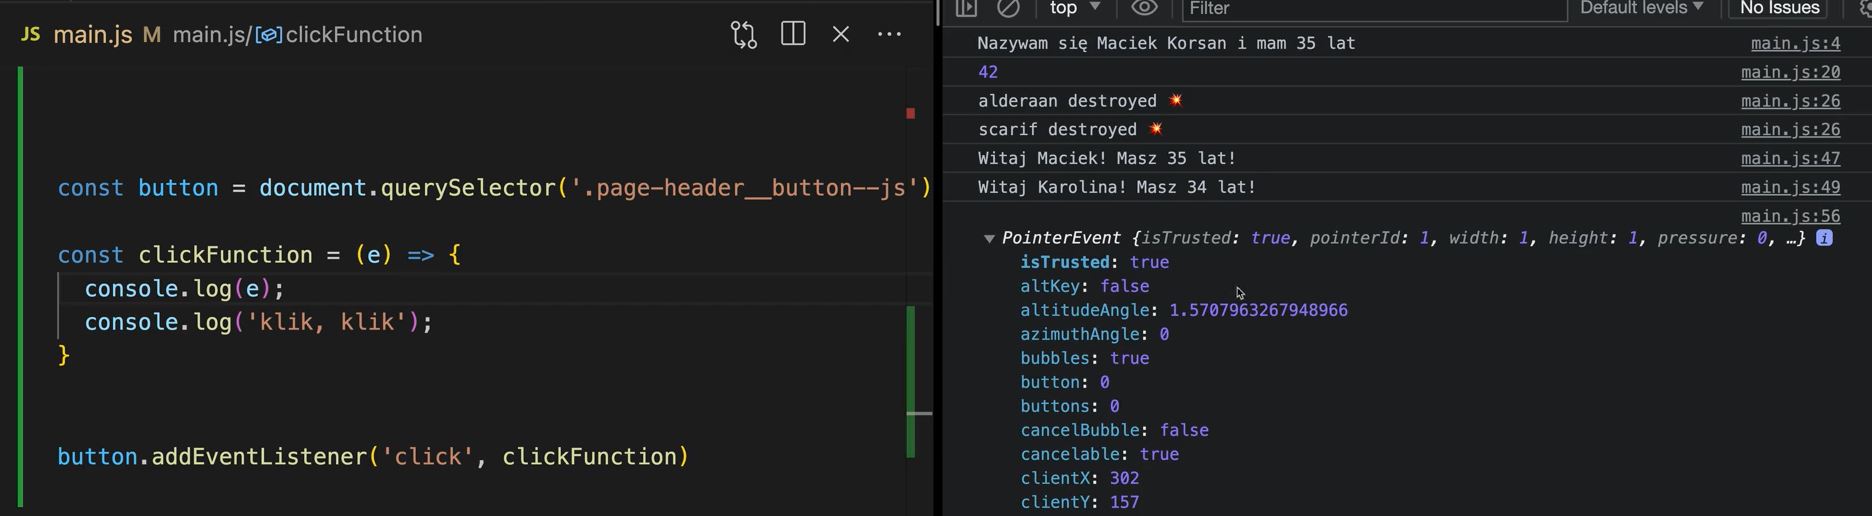 JS main.js M main.js/clickFunction
const button = document.querySelector('.page-header__button--js')
const clickFunction = (e) => {
console.log(e);
console.log('klik, klik');
}
button.addEventListener('click', clickFunction)
top
Filter
Default levels
No Issues
Nazywam się Maciek Korsan i mam 35 lat main.js:4
42 main.js:20
alderaan destroyed 💥 main.js:26
scarif destroyed 💥 main.js:26
Witaj Maciek! Masz 35 lat! main.js:47
Witaj Karolina! Masz 34 lat! main.js:49
main.js:56
PointerEvent {isTrusted: true, pointerId: 1, width: 1, height: 1, pressure: 0, …} i
isTrusted: true
altKey: false
altitudeAngle: 1.5707963267948966
azimuthAngle: 0
bubbles: true
button: 0
buttons: 0
cancelBubble: false
cancelable: true
clientX: 302
clientY: 157